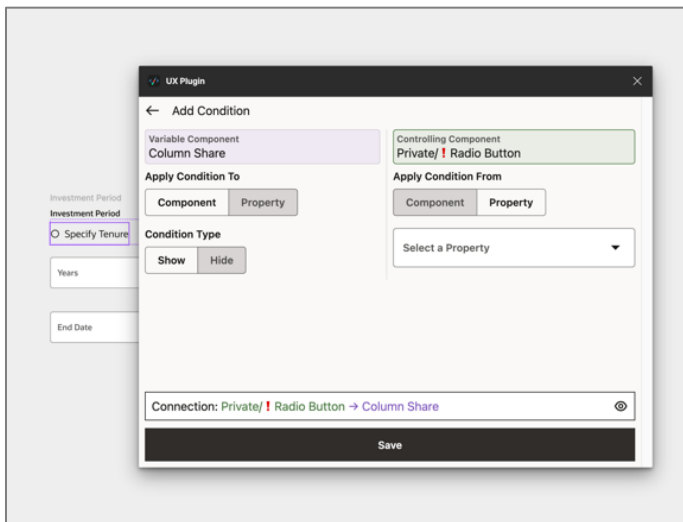 UX Plugin
Add Condition
Variable Component
Column Share
Controlling Component
Private/❗Radio Button
Apply Condition To
Component Property
Apply Condition From
Component Property
Condition Type
Show Hide
Select a Property
Investment Period
Investment Period
Specify Tenure
Years
End Date
Connection: Private/❗Radio Button → Column Share
Save